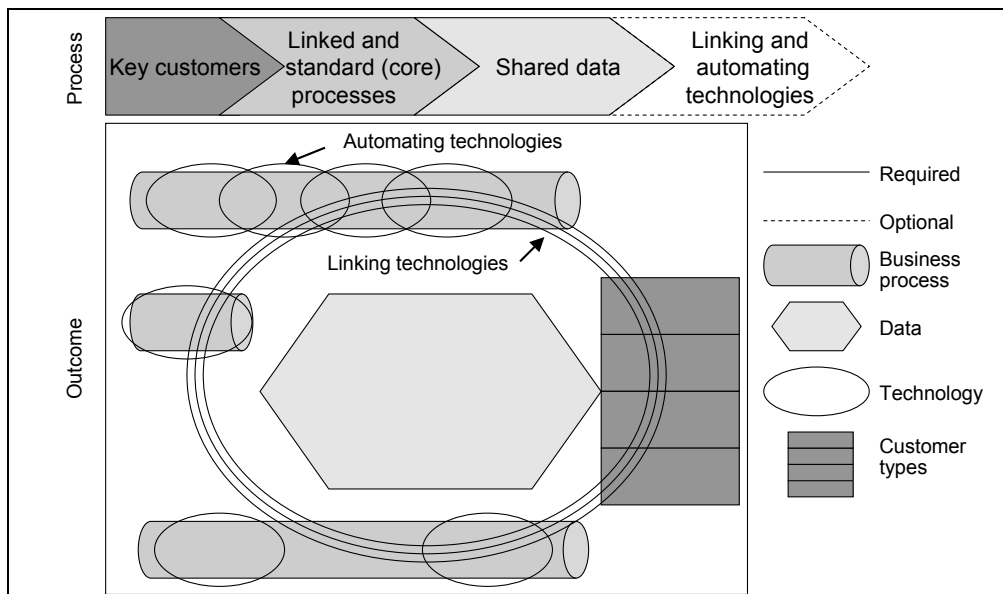 Process
Key customers
Linked and
standard (core)
processes
Shared data
Linking and
automating
technologies
Outcome
Automating technologies
Linking technologies
Required
Optional
Business
process
Data
Technology
Customer
types